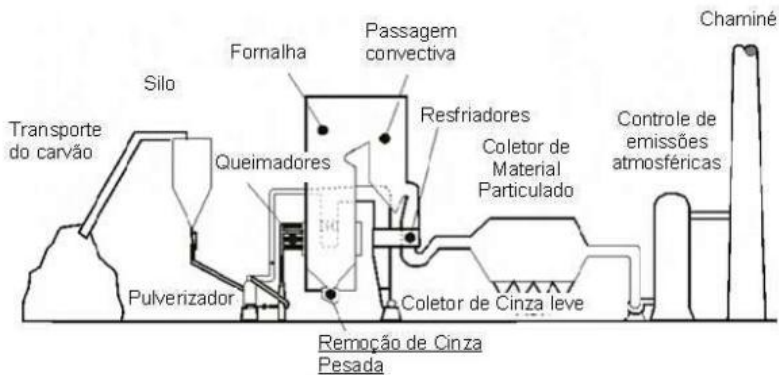 Chaminé
Passagem
convectiva
Fornalha
Silo
Resfriadores
Controle de
emissões
atmosféricas
Transporte
do carvão
Coletor de
Material
Particulado
Queimadores
Pulverizador
Coletor de Cinza leve
Remoção de Cinza
Pesada